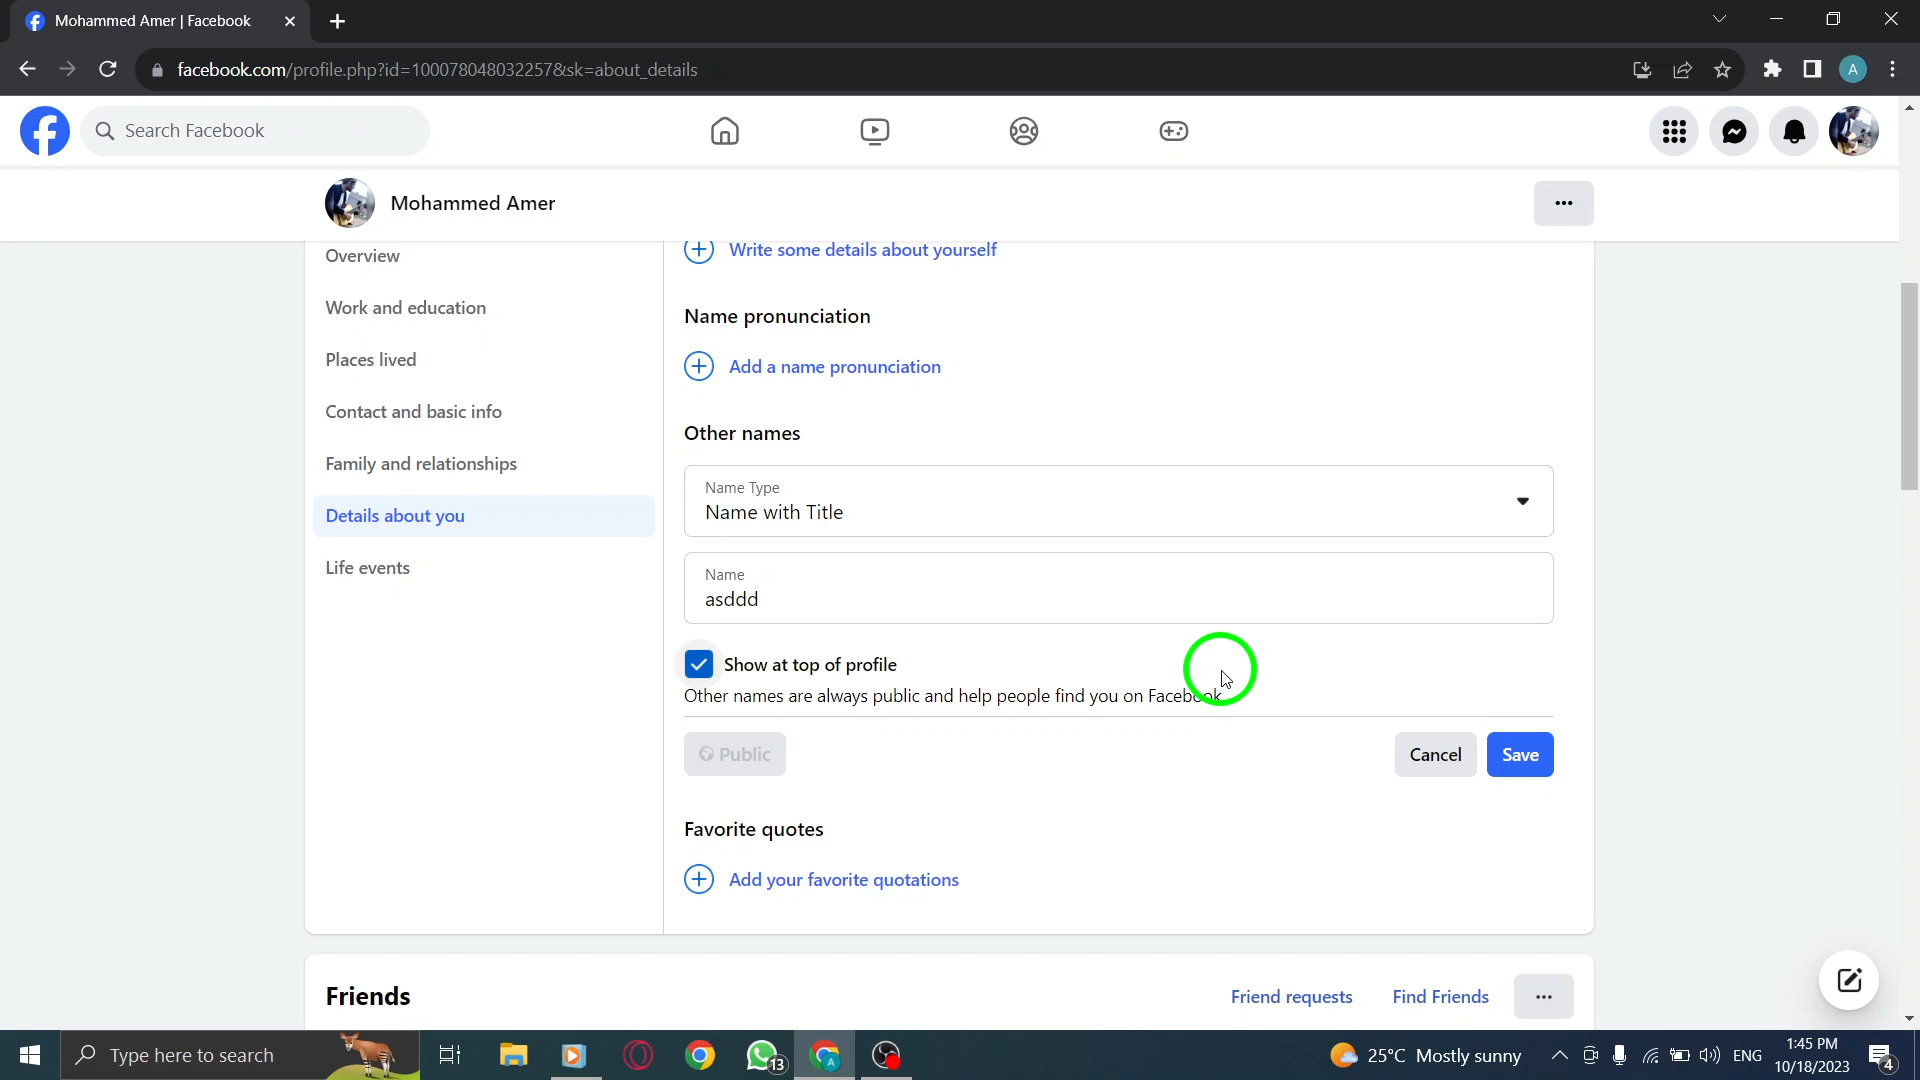 Mohammed Amer | Facebook
facebook.com/profile.php?id=100078048032257&sk=about_details
A
Search Facebook
Mohammed Amer
Overview
Work and education
Places lived
Contact and basic info
Family and relationships
Details about you
Life events
Write some details about yourself
Name pronunciation
Add a name pronunciation
Other names
Name Type
Name with Title
Name
asddd
Show at top of profile
Other names are always public and help people find you on Facebook.
Public
Cancel
Save
Favorite quotes
Add your favorite quotations
Friends
Friend requests
Find Friends
Type here to search
13
A
25°C Mostly sunny
ENG
1:45 PM
10/18/2023
4